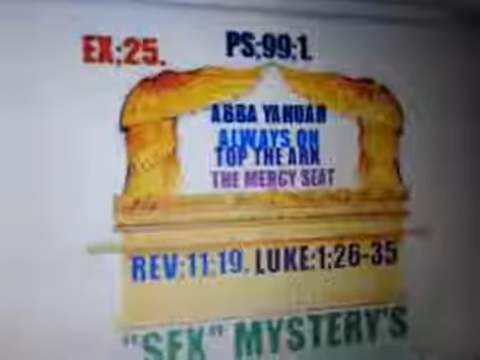 EX;25. PS;99:1.
ABBA YAHUAH
ALWAYS ON
TOP THE ARK
THE MERCY SEAT
REV;11:19. LUKE:1:26-35
"SEK" MYSTERY'S